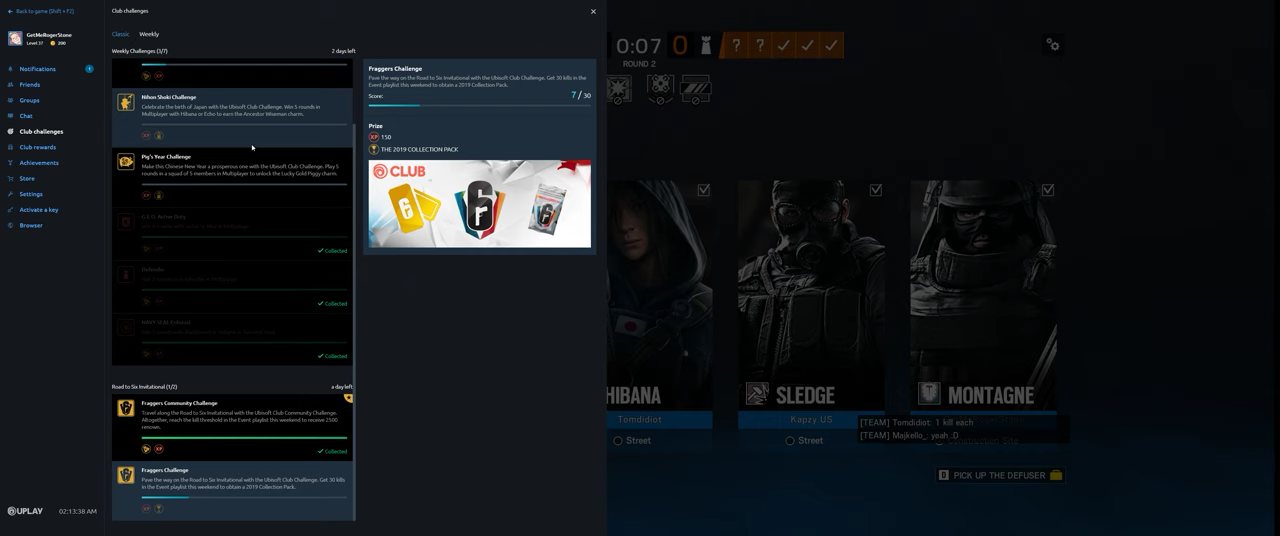 Back to game (Shift + F2)
GetMeRogerStone
Level 37
200
Notifications
1
Friends
Groups
Chat
Club challenges
Club rewards
Achievements
Store
Settings
Activate a key
Browser
UPLAY
02:13:38 AM
Club challenges
Classic
Weekly
Weekly Challenges (3/7)
2 days left
XP
Nihon Shoki Challenge
Celebrate the birth of Japan with the Ubisoft Club Challenge. Win 5 rounds in
Multiplayer with Hibana or Echo to earn the Ancestor Wiseman charm.
XP
Pig's Year Challenge
Make this Chinese New Year a prosperous one with the Ubisoft Club Challenge. Play 5
rounds in a squad of 5 members in Multiplayer to unlock the Lucky Gold Piggy charm.
XP
Collected
Defender
Collected
Collected
Road to Six Invitational (1/2)
a day left
Fraggers Community Challenge
Travel along the Road to Six Invitational with the Ubisoft Club Community Challenge.
Altogether, reach the kill threshold in the Event playlist this weekend to receive 2500
renown.
XP
Collected
Fraggers Challenge
Pave the way on the Road to Six Invitational with the Ubisoft Club Challenge. Get 30 kills
in the Event playlist this weekend to obtain a 2019 Collection Pack.
XP
Fraggers Challenge
Pave the way on the Road to Six Invitational with the Ubisoft Club Challenge. Get 30 kills in the
Event playlist this weekend to obtain a 2019 Collection Pack.
Score:
7 / 30
Prize
XP 150
THE 2019 COLLECTION PACK
CLUB
0:07
0
? ?
ROUND 2
HIBANA
Tomdidiot
Street
SLEDGE
Kapzy US
Street
MONTAGNE
[TEAM] Tomdidiot: 1 kill each
[TEAM] Majkello_: yeah :D
D PICK UP THE DEFUSER